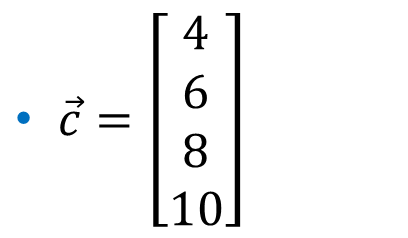 • c⃗ = [4
6
8
10]